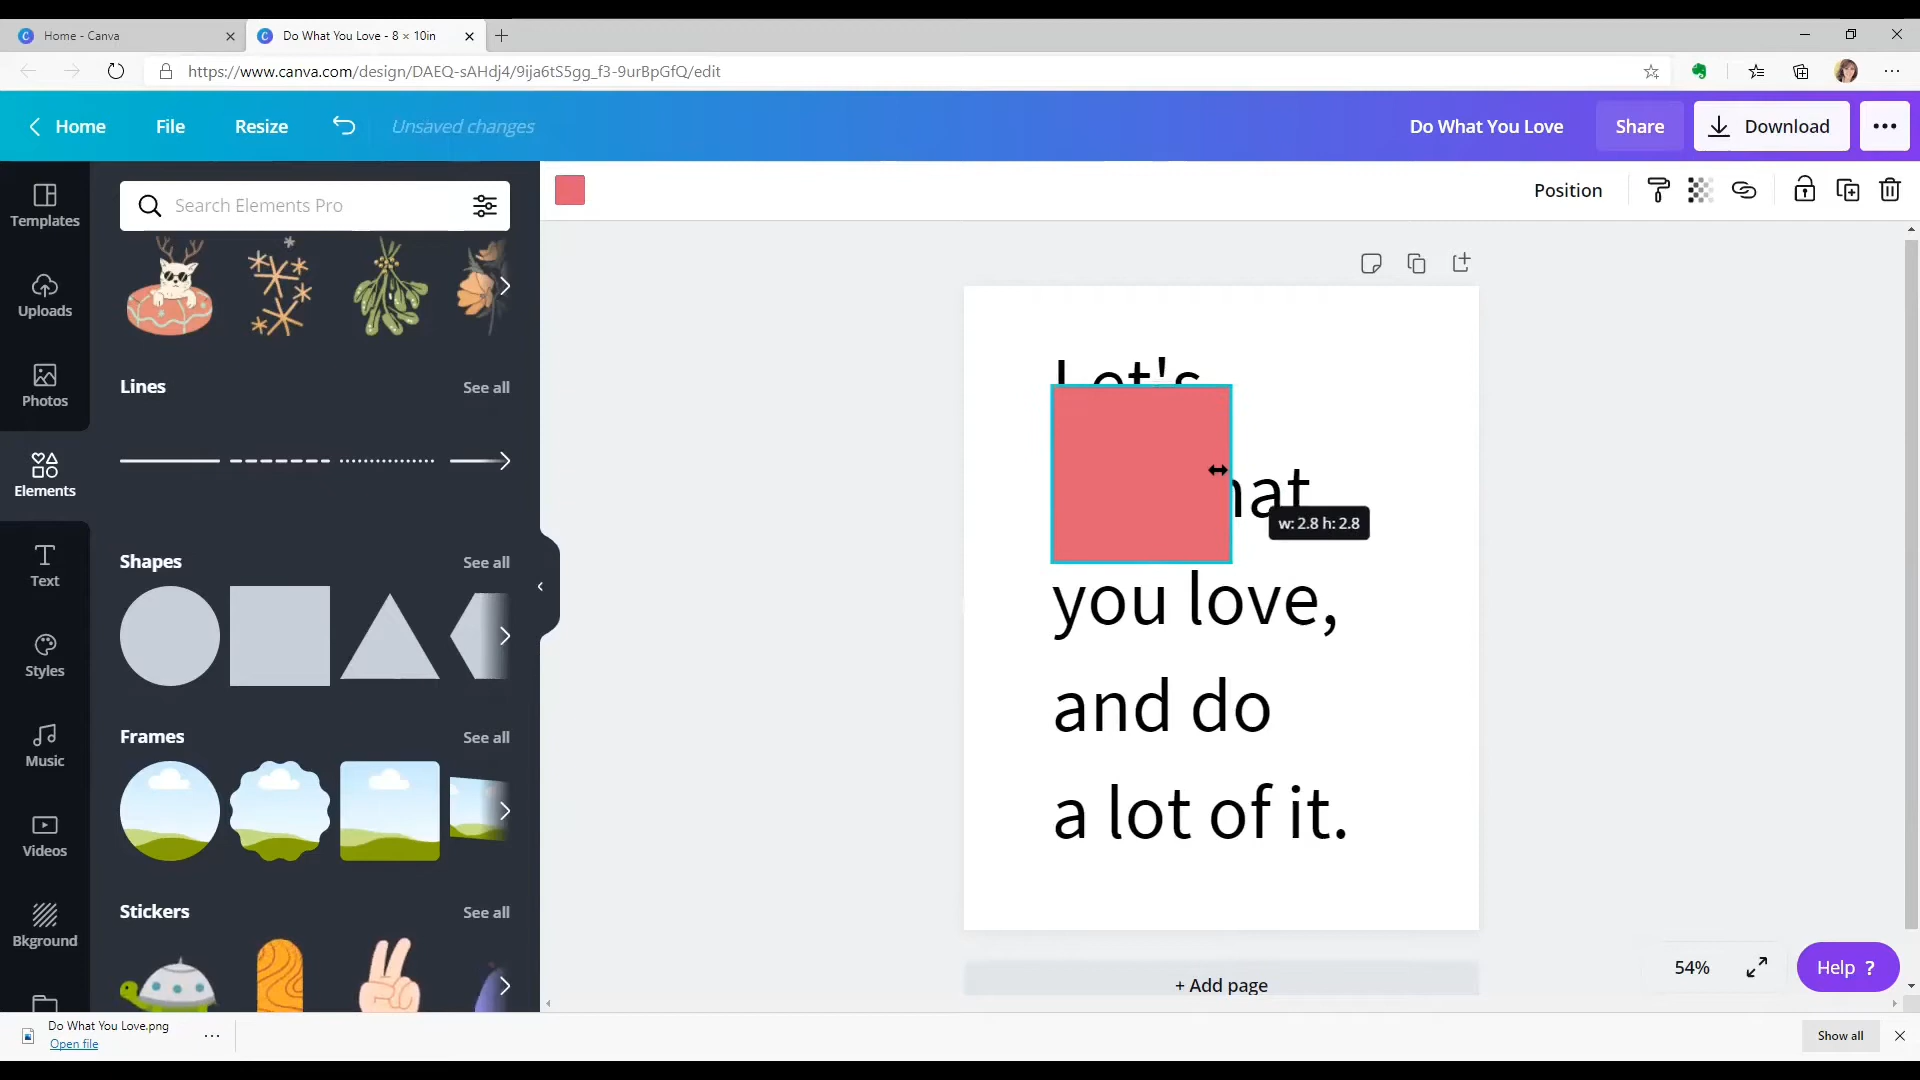 Home - Canva
Do What You Love - 8 × 10in
https://www.canva.com/design/DAEQ-sAHdj4/9ija6tS5gg_f3-9urBpGfQ/edit
Home
File
Resize
Unsaved changes
Do What You Love
Share
Download
Templates
Uploads
Photos
Elements
Text
Styles
Music
Videos
Bkground
Search Elements Pro
Lines
See all
Shapes
See all
Frames
See all
Stickers
See all
Position
Let's
hat
w: 2.8 h: 2.8
you love,
and do
a lot of it.
+ Add page
54%
Help ?
Do What You Love.png
Open file
Show all